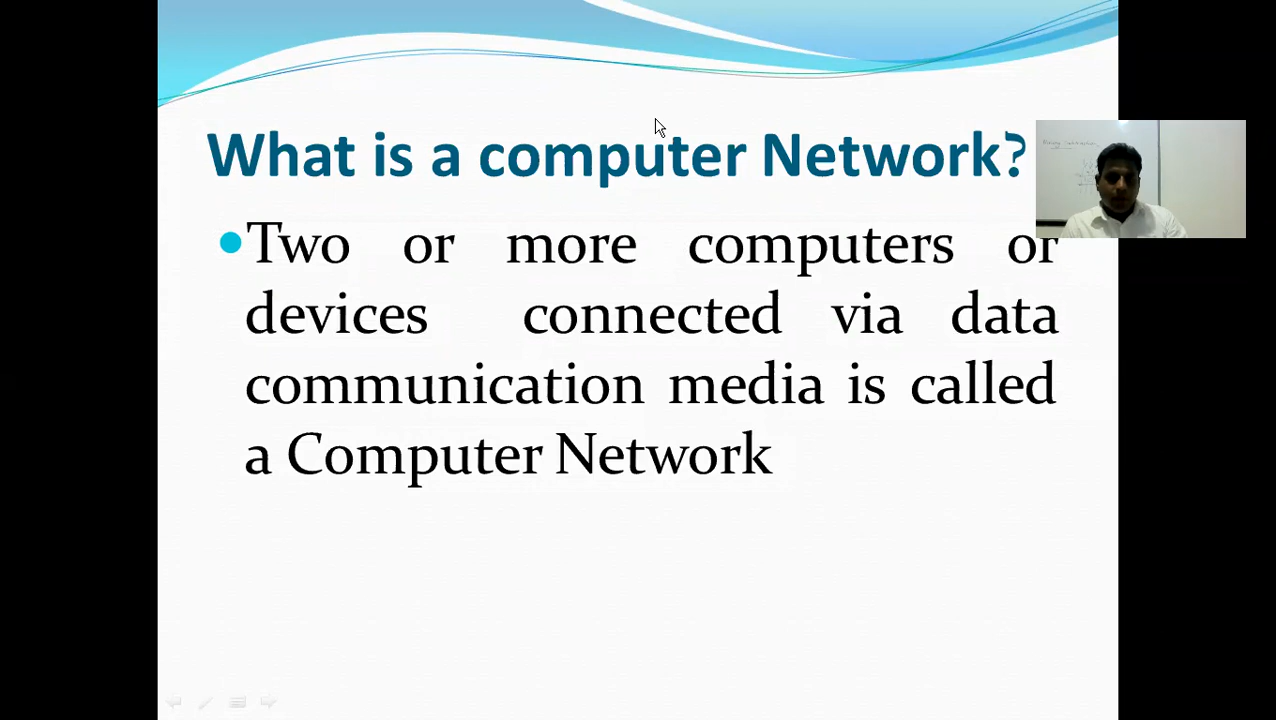 What is a computer Network?
Two or more computers or
devices connected via data
communication media is called
a Computer Network